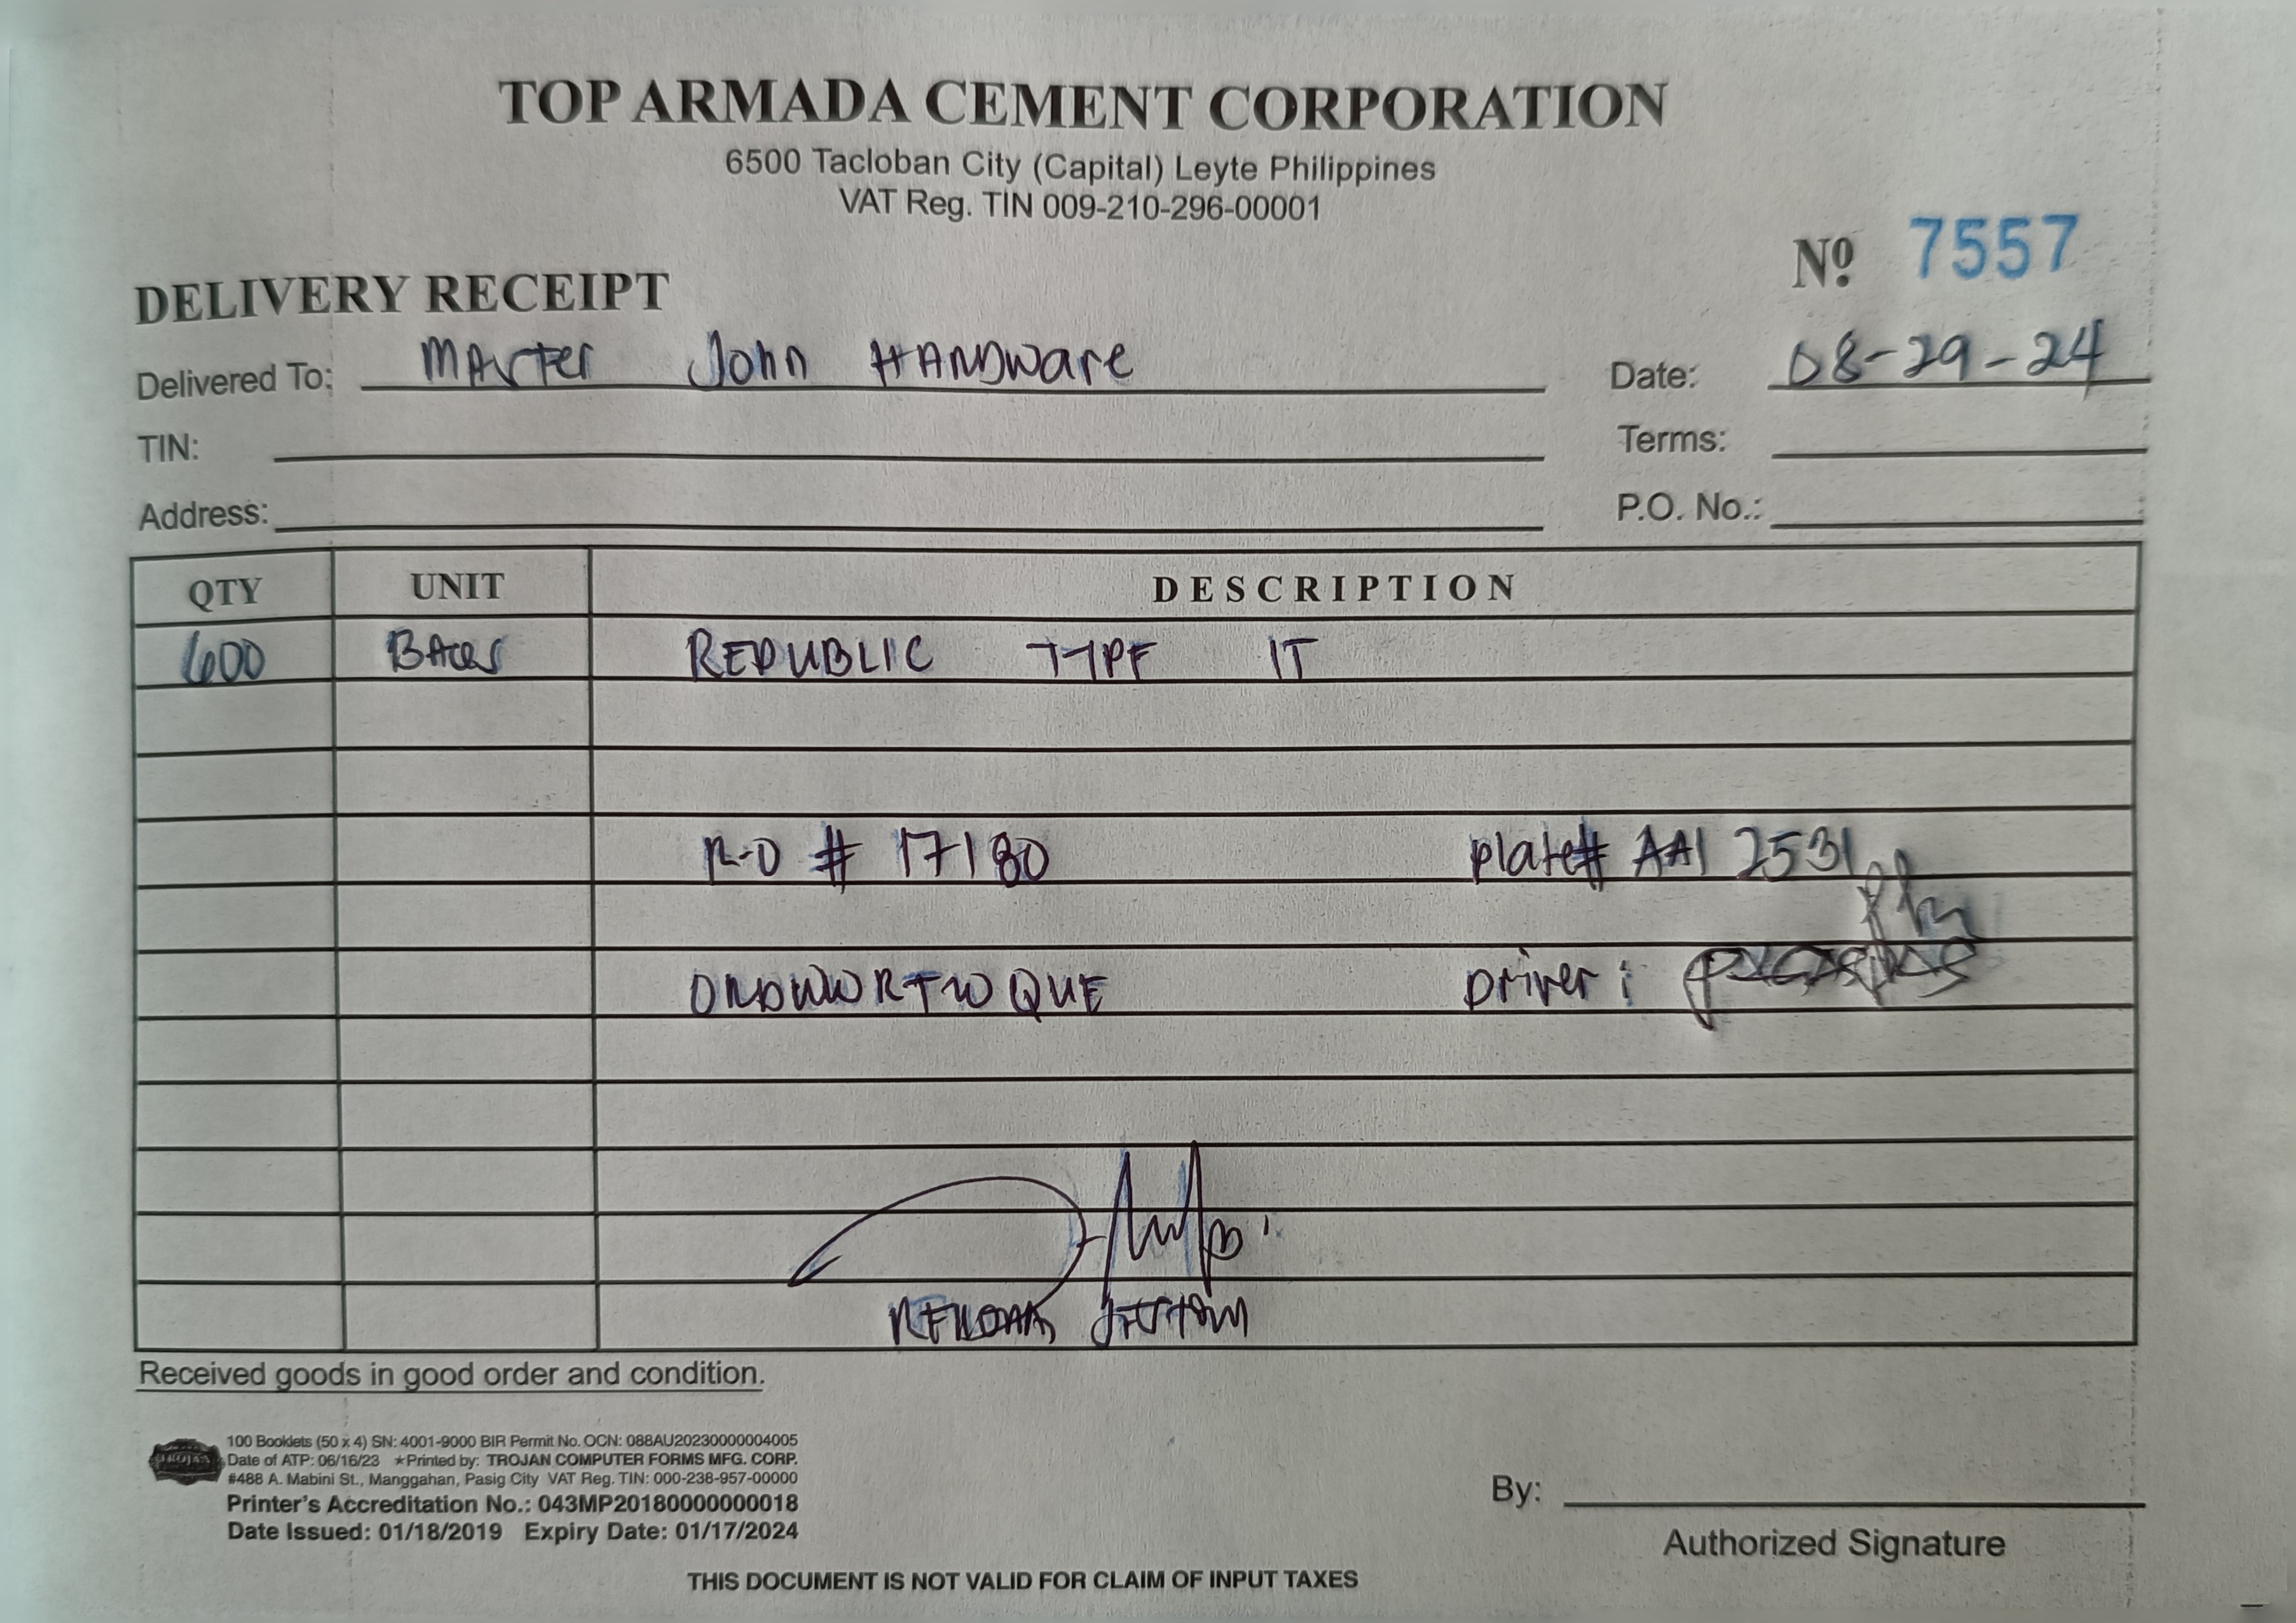 TOP ARMADA CEMENT CORPORATION
6500 Tacloban City (Capital) Leyte Philippines
VAT Reg. TIN 009-210-296-00001
Nº 7557
DELIVERY RECEIPT
Delivered To: Master John HARDware
Date: 08-29-24
TIN:
Terms:
Address:
P.O. No.:
QTY UNIT DESCRIPTION
600 BAGS REPUBLIC TYPE 1T
R-O # 17180 plate# AAI 2531
QUE Driver:
Received goods in good order and condition.
TROJAN
100 Booklets (50 x 4) SN: 4001-9000 BIR Permit No. OCN: 088AU20230000004005
Date of ATP: 06/16/23 ★Printed by: TROJAN COMPUTER FORMS MFG. CORP.
#488 A. Mabini St., Manggahan, Pasig City VAT Reg. TIN: 000-238-957-00000
Printer's Accreditation No.: 043MP20180000000018
Date Issued: 01/18/2019 Expiry Date: 01/17/2024
By:
Authorized Signature
THIS DOCUMENT IS NOT VALID FOR CLAIM OF INPUT TAXES